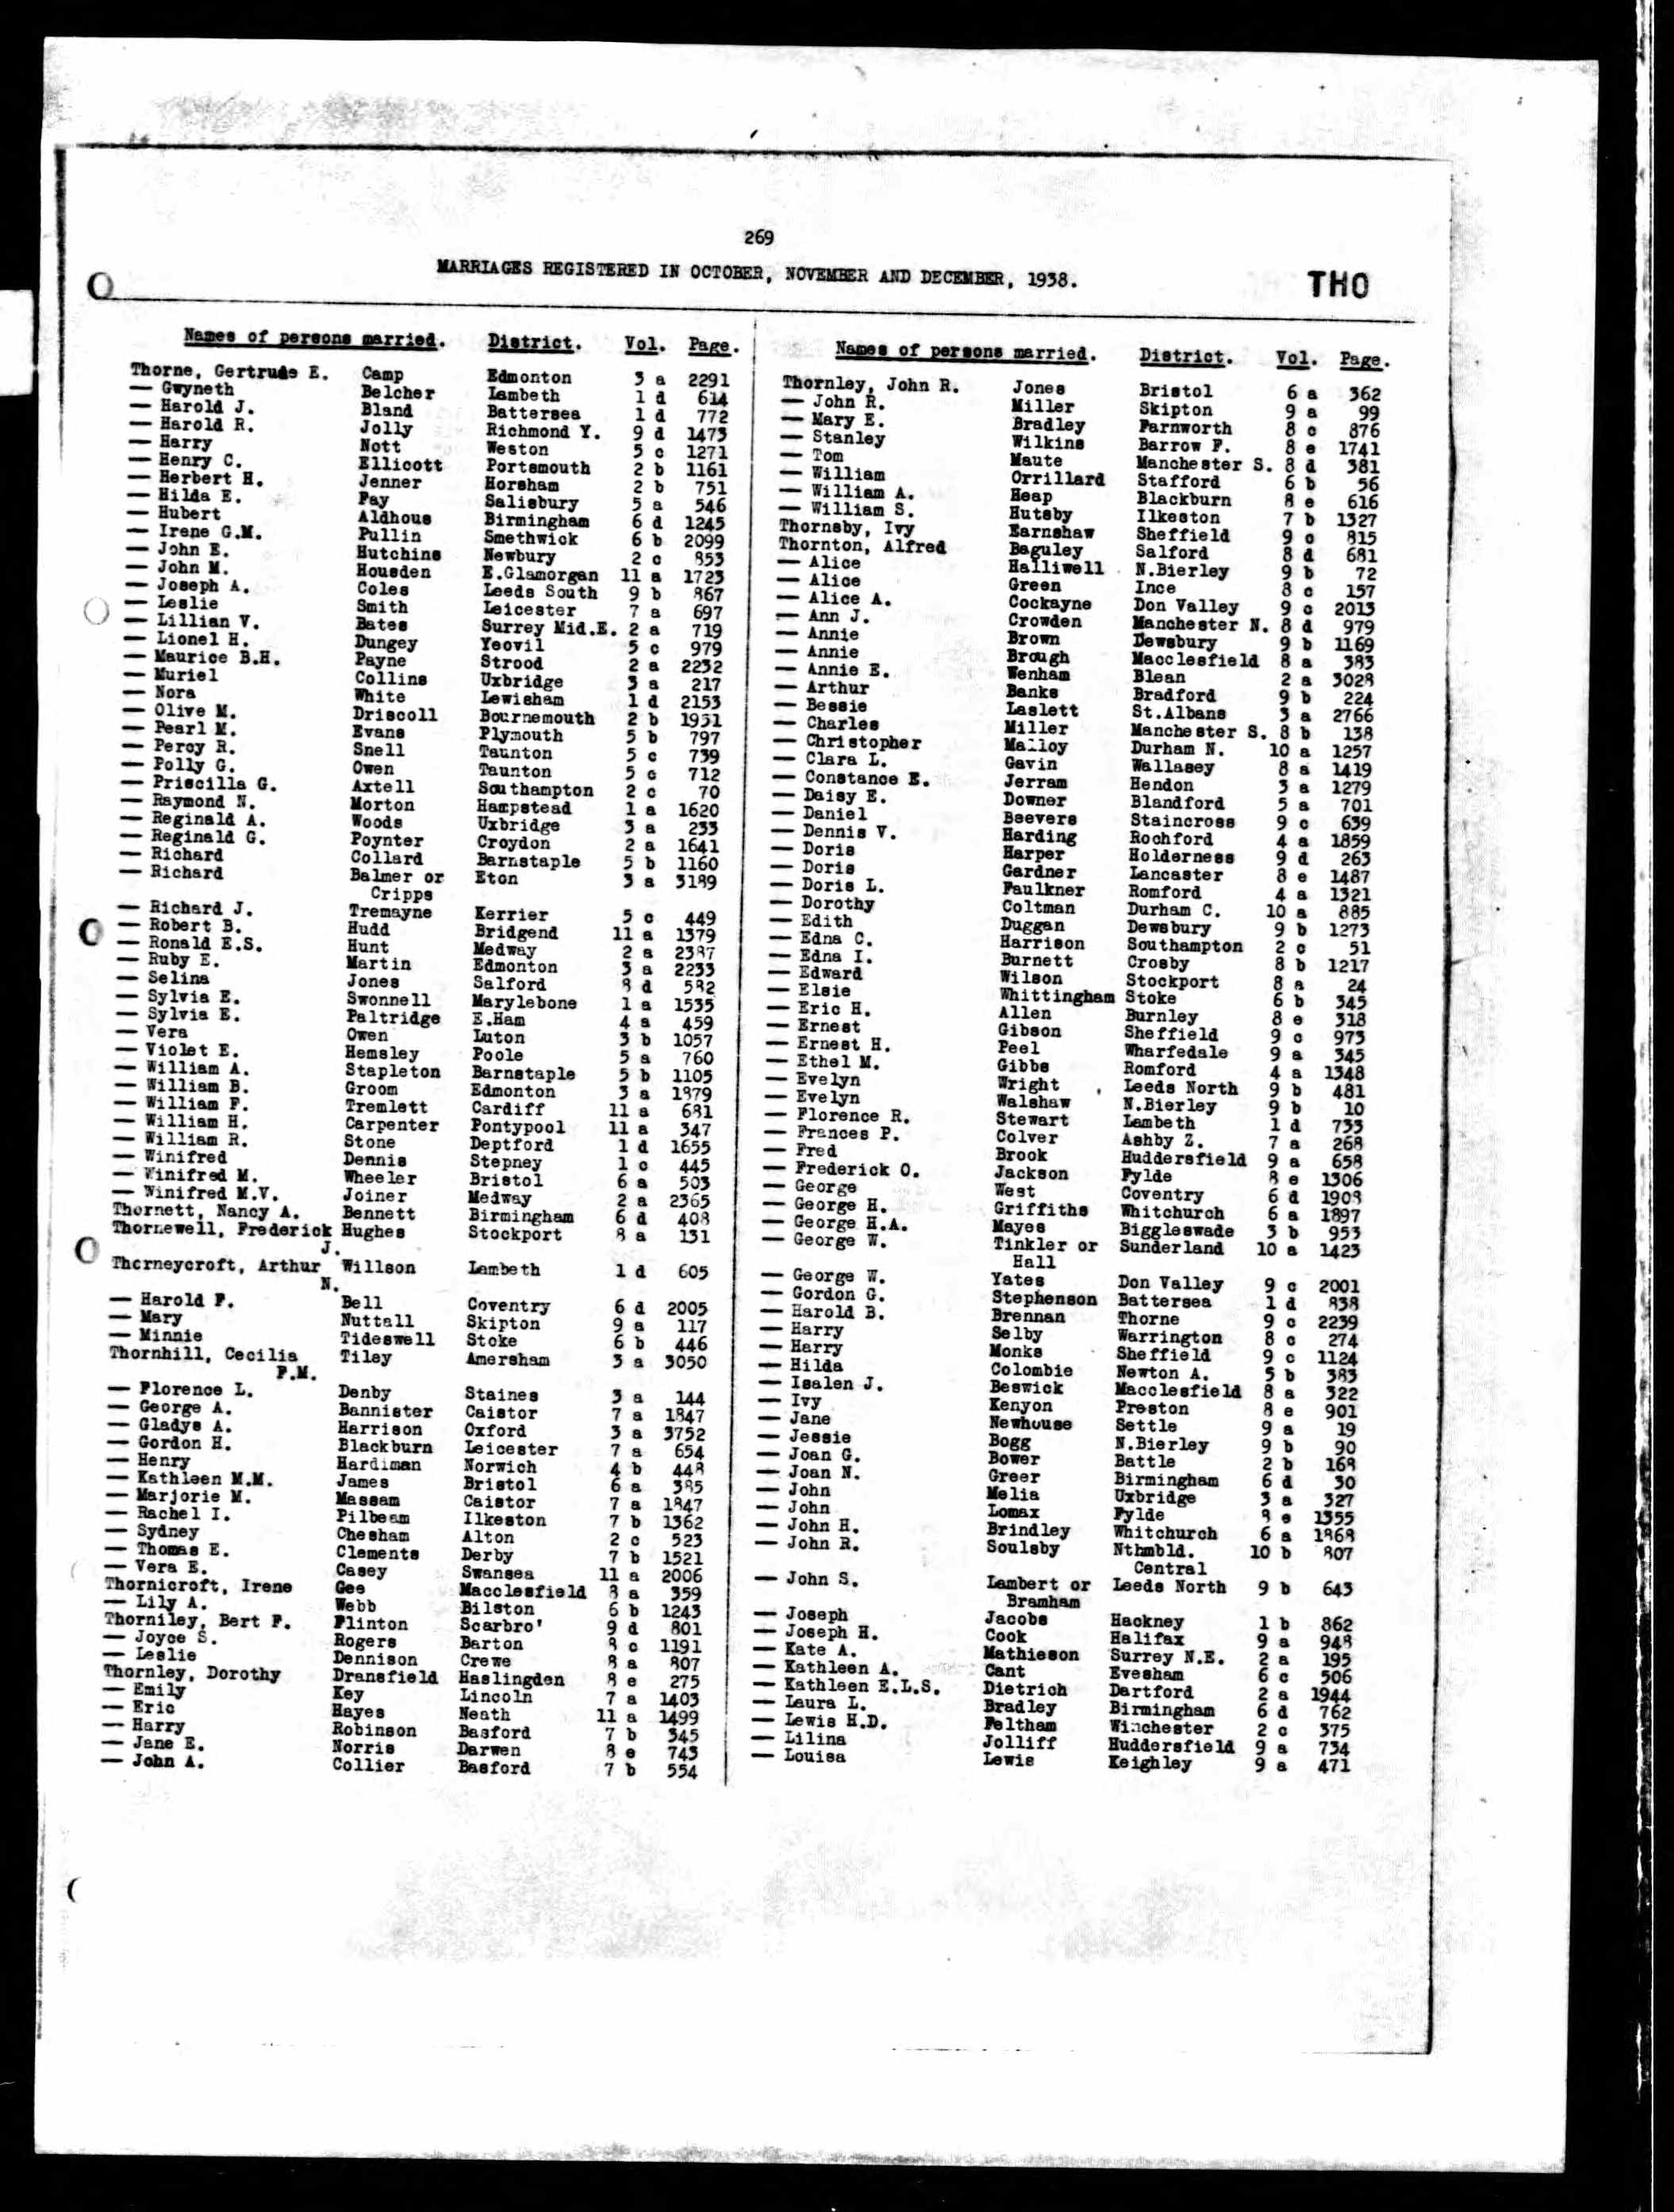 269
MARRIAGES REGISTERED IN OCTOBER, NOVEMBER AND DECEMBER, 1938.
THO
Names of persons married. District. Vol. Page.
Thorne, Gertrude E. Camp Edmonton 3 a 2291
— Gwyneth Belcher Lambeth 1 d 614
— Harold J. Bland Battersea 1 d 772
— Harold R. Jolly Richmond Y. 9 d 1473
— Harry Nott Weston 5 c 1271
— Henry C. Ellicott Portsmouth 2 b 1161
— Herbert H. Jenner Horsham 2 b 751
— Hilda E. Pay Salisbury 5 a 546
— Hubert Aldhous Birmingham 6 d 1245
— Irene G.M. Pullin Smethwick 6 b 2099
— John E. Hutchins Newbury 2 c 853
— John M. Housden E.Glamorgan 11 a 1723
— Joseph A. Coles Leeds South 9 b 867
— Leslie Smith Leicester 7 a 697
— Lillian V. Bates Surrey Mid.E. 2 a 719
— Lionel H. Dungey Yeovil 5 c 979
— Maurice B.H. Payne Strood 2 a 2232
— Muriel Collins Uxbridge 3 a 217
— Nora White Lewisham 1 d 2153
— Olive M. Driscoll Bournemouth 2 b 1931
— Pearl M. Evans Plymouth 5 b 797
— Percy R. Snell Taunton 5 c 739
— Polly G. Owen Taunton 5 c 712
— Priscilla G. Axtell Southampton 2 c 70
— Raymond N. Morton Hampstead 1 a 1620
— Reginald A. Woods Uxbridge 3 a 233
— Reginald G. Poynter Croydon 2 a 1641
— Richard Collard Barnstaple 5 b 1160
— Richard Balmer or Eton 3 a 3189
Cripps
— Richard J. Tremayne Kerrier 5 c 449
— Robert B. Hudd Bridgend 11 a 1379
— Ronald E.S. Hunt Medway 2 a 2387
— Ruby E. Martin Edmonton 3 a 2233
— Selina Jones Salford 8 d 582
— Sylvia E. Swonnell Marylebone 1 a 1535
— Sylvia E. Paltridge E.Ham 4 a 459
— Vera Owen Luton 3 b 1057
— Violet E. Hemsley Poole 5 a 760
— William A. Stapleton Barnstaple 5 b 1105
— William B. Groom Edmonton 3 a 1879
— William F. Tremlett Cardiff 11 a 681
— William H. Carpenter Pontypool 11 a 347
— William R. Stone Deptford 1 d 1655
— Winifred Dennis Stepney 1 c 445
— Winifred M. Wheeler Bristol 6 a 503
— Winifred M.V. Joiner Medway 2 a 2365
Thornett, Nancy A. Bennett Birmingham 6 d 408
Thornewell, Frederick Hughes Stockport 8 a 131
J.
Thorneycroft, Arthur Willson Lambeth 1 d 605
N.
— Harold F. Bell Coventry 6 d 2005
— Mary Nuttall Skipton 9 a 117
— Minnie Tideswell Stoke 6 b 446
Thornhill, Cecilia Tiley Amersham 3 a 3050
P.M.
— Florence L. Denby Staines 3 a 144
— George A. Bannister Caistor 7 a 1847
— Gladys A. Harrison Oxford 3 a 3752
— Gordon H. Blackburn Leicester 7 a 654
— Henry Hardiman Norwich 4 b 448
— Kathleen M.M. James Bristol 6 a 385
— Marjorie M. Massam Caistor 7 a 1847
— Rachel I. Pilbeam Ilkeston 7 b 1362
— Sydney Chesham Alton 2 c 523
— Thomas E. Clements Derby 7 b 1521
— Vera E. Casey Swansea 11 a 2006
Thornicroft, Irene Gee Macclesfield 8 a 359
— Lily A. Webb Bilston 6 b 1243
Thorniley, Bert F. Flinton Scarbro' 9 d 801
— Joyce S. Rogers Barton 8 c 1191
— Leslie Dennison Crewe 8 a 807
Thornley, Dorothy Dransfield Haslingden 8 e 275
— Emily Key Lincoln 7 a 1403
— Eric Hayes Neath 11 a 1499
— Harry Robinson Basford 7 b 345
— Jane E. Norris Darwen 8 e 743
— John A. Collier Basford 7 b 554
Names of persons married. District. Vol. Page.
Thornley, John R. Jones Bristol 6 a 362
— John R. Miller Skipton 9 a 99
— Mary E. Bradley Farnworth 8 c 876
— Stanley Wilkins Barrow F. 8 e 1741
— Tom Maute Manchester S. 8 d 381
— William Orrillard Stafford 6 b 56
— William A. Heap Blackburn 8 e 616
— William S. Hutsby Ilkeston 7 b 1327
Thornsby, Ivy Earnshaw Sheffield 9 c 815
Thornton, Alfred Baguley Salford 8 d 681
— Alice Halliwell N.Bierley 9 b 72
— Alice Green Ince 8 c 157
— Alice A. Cockayne Don Valley 9 c 2013
— Ann J. Crowden Manchester N. 8 d 979
— Annie Brown Dewsbury 9 b 1169
— Annie Brough Macclesfield 8 a 383
— Annie E. Wenham Blean 2 a 3028
— Arthur Banks Bradford 9 b 224
— Bessie Laslett St.Albans 3 a 2766
— Charles Miller Manchester S. 8 b 138
— Christopher Malloy Durham N. 10 a 1257
— Clara L. Gavin Wallasey 8 a 1419
— Constance E. Jerram Hendon 3 a 1279
— Daisy E. Downer Blandford 5 a 701
— Daniel Beevers Staincross 9 c 639
— Dennis V. Harding Rochford 4 a 1859
— Doris Harper Holderness 9 d 263
— Doris Gardner Lancaster 8 e 1487
— Doris L. Faulkner Romford 4 a 1321
— Dorothy Coltman Durham C. 10 a 885
— Edith Duggan Dewsbury 9 b 1273
— Edna C. Harrison Southampton 2 c 51
— Edna I. Burnett Crosby 8 b 1217
— Edward Wilson Stockport 8 a 24
— Elsie Whittingham Stoke 6 b 345
— Eric H. Allen Burnley 8 e 318
— Ernest Gibson Sheffield 9 c 973
— Ernest H. Peel Wharfedale 9 a 345
— Ethel M. Gibbs Romford 4 a 1348
— Evelyn Wright Leeds North 9 b 481
— Evelyn Walshaw N.Bierley 9 b 10
— Florence R. Stewart Lambeth 1 d 733
— Frances P. Colver Ashby Z. 7 a 268
— Fred Brook Huddersfield 9 a 658
— Frederick O. Jackson Fylde 8 e 1306
— George West Coventry 6 d 1908
— George H. Griffiths Whitchurch 6 a 1897
— George H.A. Mayes Biggleswade 3 b 953
— George W. Tinkler or Sunderland 10 a 1423
Hall
— George W. Yates Don Valley 9 c 2001
— Gordon G. Stephenson Battersea 1 d 838
— Harold B. Brennan Thorne 9 c 2239
— Harry Selby Warrington 8 c 274
— Harry Monks Sheffield 9 c 1124
— Hilda Colombie Newton A. 5 b 383
— Isalen J. Beswick Macclesfield 8 a 322
— Ivy Kenyon Preston 8 e 901
— Jane Newhouse Settle 9 a 19
— Jessie Bogg N.Bierley 9 b 90
— Joan G. Bower Battle 2 b 168
— Joan N. Greer Birmingham 6 d 30
— John Melia Uxbridge 3 a 327
— John Lomax Fylde 8 e 1355
— John H. Brindley Whitchurch 6 a 1868
— John R. Soulsby Nthmbld. 10 b 807
Central
— John S. Lambert or Leeds North 9 b 643
Bramham
— Joseph Jacobs Hackney 1 b 862
— Joseph H. Cook Halifax 9 a 948
— Kate A. Mathieson Surrey N.E. 2 a 195
— Kathleen A. Cant Evesham 6 c 506
— Kathleen E.L.S. Dietrich Dartford 2 a 1944
— Laura L. Bradley Birmingham 6 d 762
— Lewis H.D. Feltham Winchester 2 c 375
— Lilina Jolliff Huddersfield 9 a 734
— Louisa Lewis Keighley 9 a 471